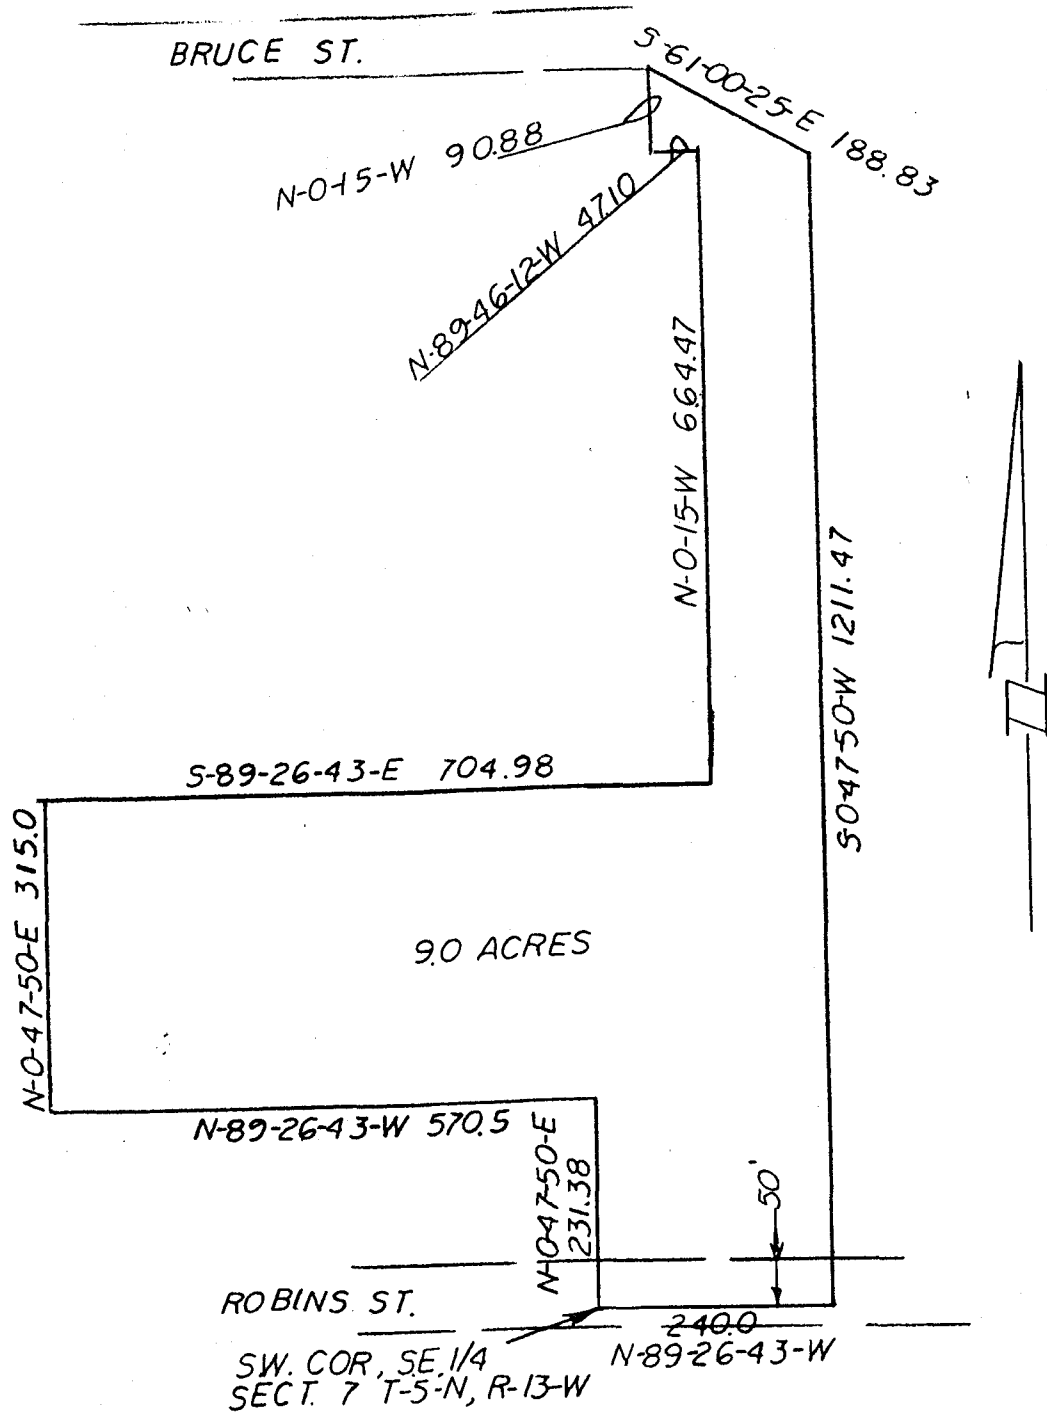 BRUCE ST.
S-61-00-25-E 188.83
N-0-15-W 90.88
N-89-46-12-W 47.10
N-0-15-W 664.47
S-0-47-50-W 1211.47
S-89-26-43-E 704.98
N-0-47-50-E 315.0
9.0 ACRES
N-89-26-43-W 570.5
N-0-47-50-E
231.38
50'
ROBINS ST.
240.0
N-89-26-43-W
SW. COR, SE 1/4
SECT. 7 T-5-N, R-13-W
N